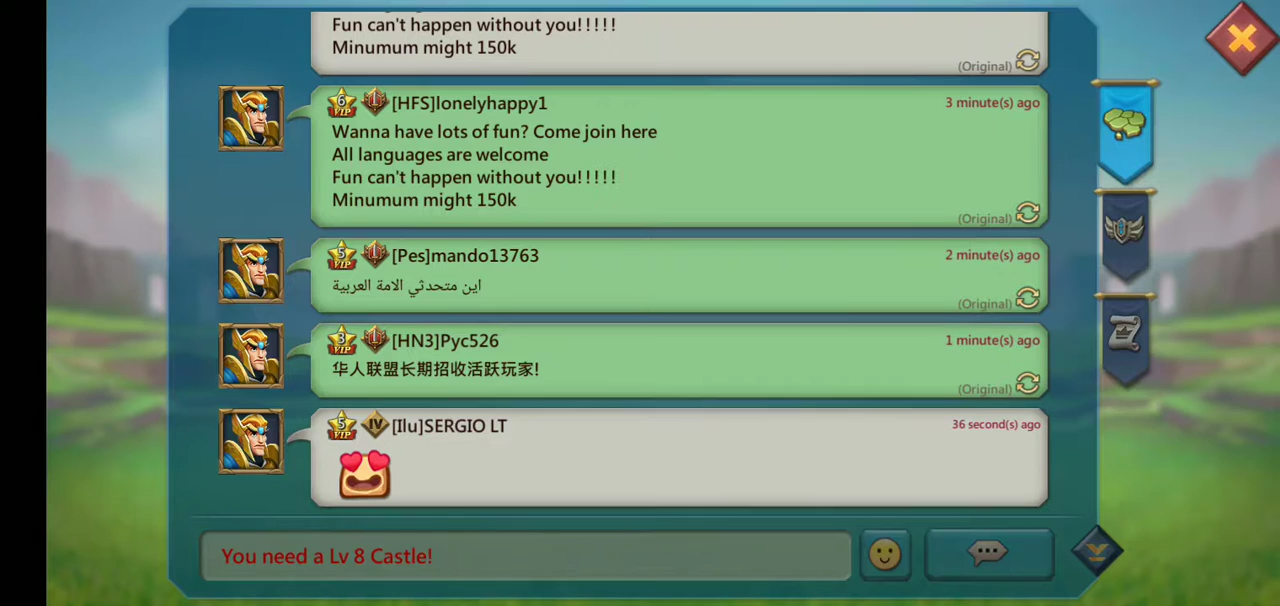 Fun can't happen without you!!!!!
Minumum might 150k
(Original)
6 VIP [HFS]lonelyhappy1 3 minute(s) ago
Wanna have lots of fun? Come join here
All languages are welcome
Fun can't happen without you!!!!!
Minumum might 150k
(Original)
5 VIP [Pes]mando13763 2 minute(s) ago
اين متحدثي الامة العربية
(Original)
3 VIP [HN3]Pyc526 1 minute(s) ago
华人联盟长期招收活跃玩家!
(Original)
5 VIP IV [Ilu]SERGIO LT 36 second(s) ago
You need a Lv 8 Castle!